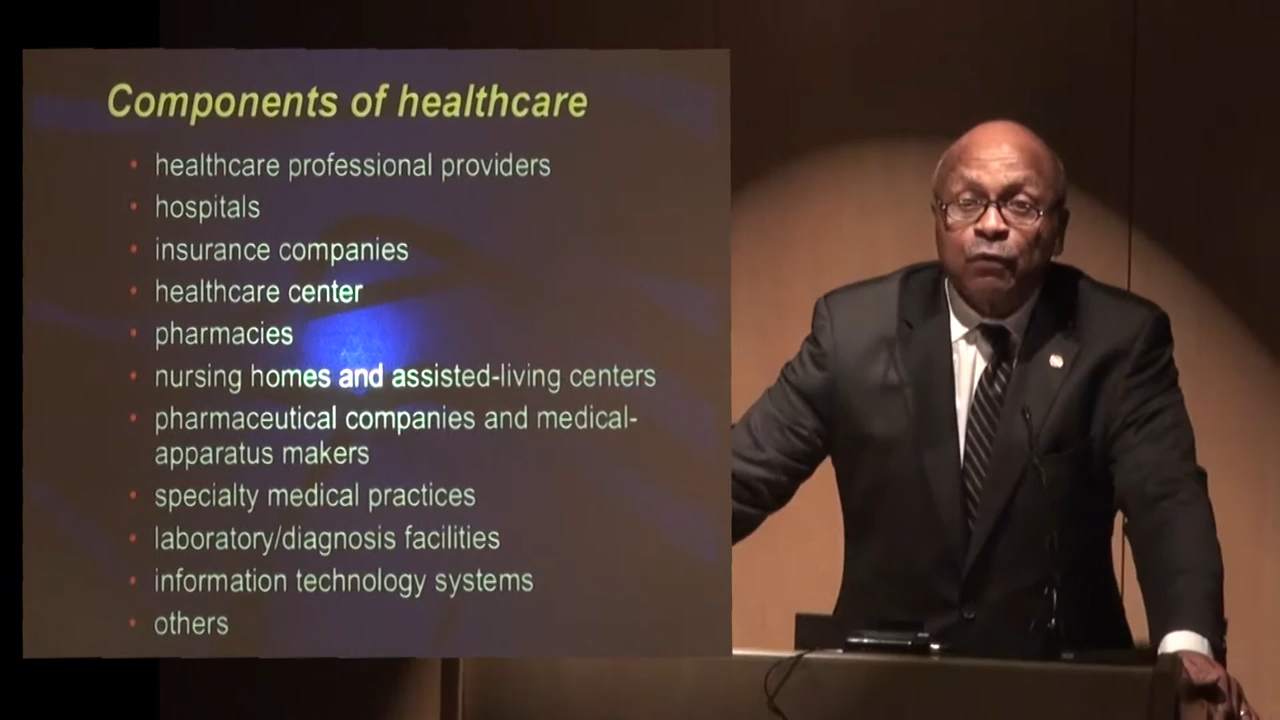 Components of healthcare
• healthcare professional providers
• hospitals
• insurance companies
• healthcare center
• pharmacies
• nursing homes and assisted-living centers
• pharmaceutical companies and medical-
apparatus makers
• specialty medical practices
• laboratory/diagnosis facilities
• information technology systems
• others